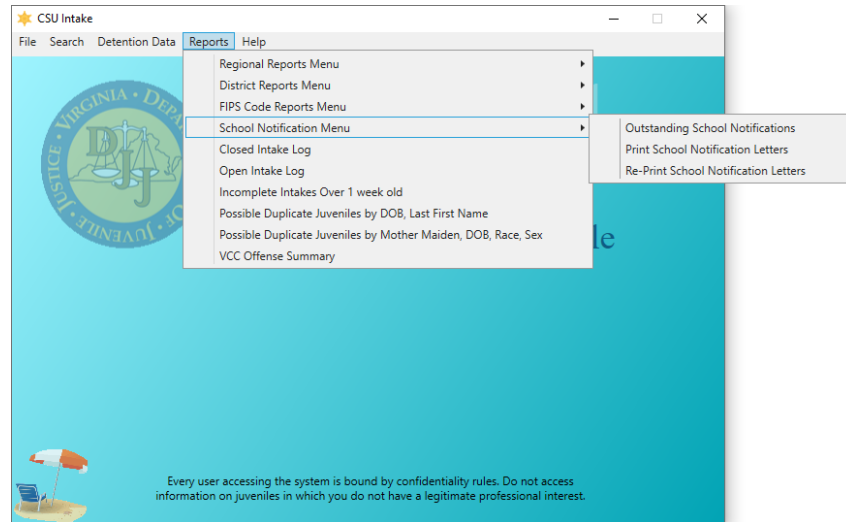 CSU Intake
File Search Detention Data Reports Help
Regional Reports Menu
District Reports Menu
FIPS Code Reports Menu
School Notification Menu
Closed Intake Log
Open Intake Log
Incomplete Intakes Over 1 week old
Possible Duplicate Juveniles by DOB, Last First Name
Possible Duplicate Juveniles by Mother Maiden, DOB, Race, Sex
VCC Offense Summary
Outstanding School Notifications
Print School Notification Letters
Re-Print School Notification Letters
VIRGINIA
OF JUVENILE
JUSTICE
DJJ
le
Every user accessing the system is bound by confidentiality rules. Do not access
information on juveniles in which you do not have a legitimate professional interest.